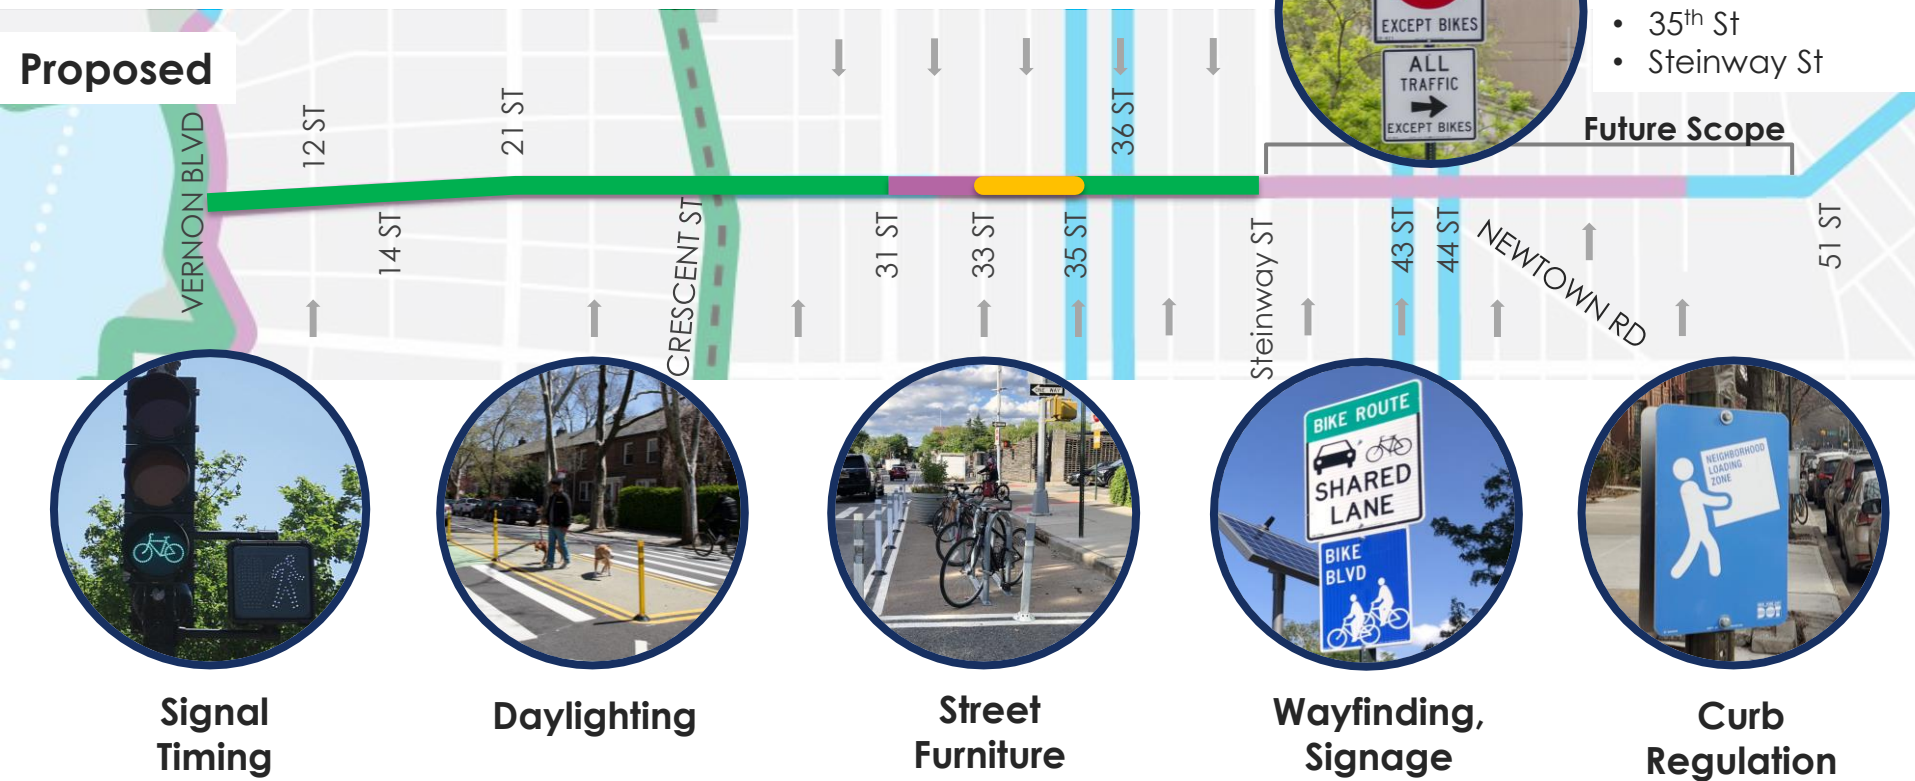 EXCEPT BIKES
ALL
TRAFFIC
EXCEPT BIKES
• 35th St
• Steinway St
Proposed
Future Scope
VERNON BLVD
12 ST
14 ST
21 ST
CRESCENT ST
31 ST
33 ST
35 ST
36 ST
Steinway ST
43 ST
44 ST
NEWTOWN RD
51 ST
ONE WAY
BIKE ROUTE
SHARED
LANE
BIKE
BLVD
NEIGHBORHOOD
LOADING
ZONE
DOT
Signal
Timing
Daylighting
Street
Furniture
Wayfinding,
Signage
Curb
Regulation